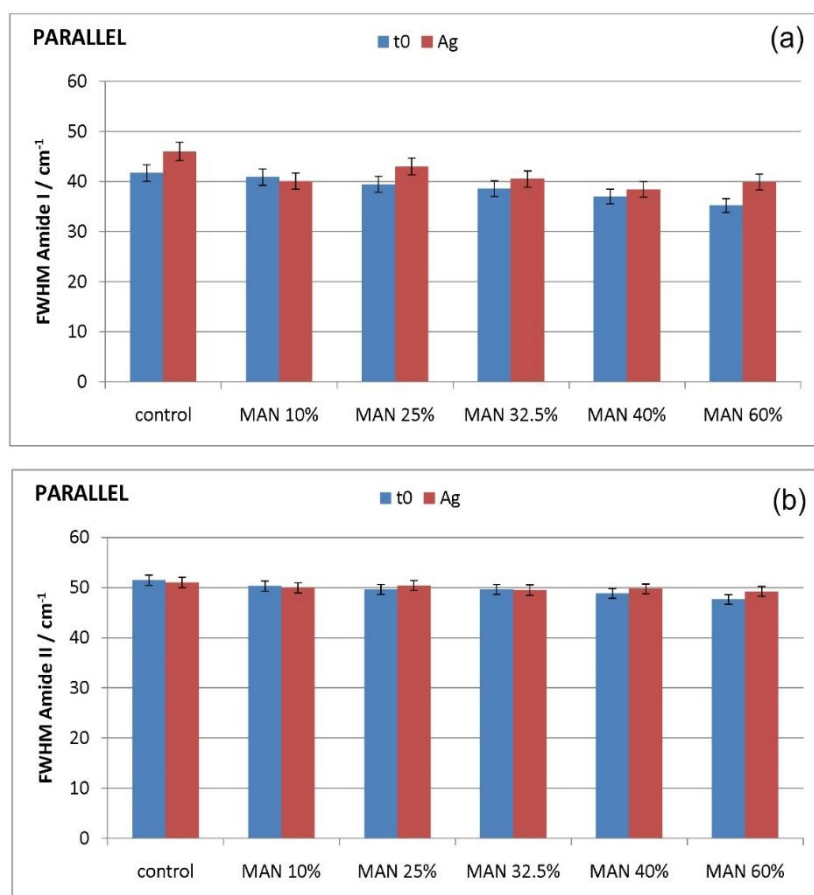 PARALLEL
t0 Ag
(a)
60
50
40
30
20
10
0
FWHM Amide I / cm⁻¹
control MAN 10% MAN 25% MAN 32.5% MAN 40% MAN 60%
PARALLEL
t0 Ag
(b)
60
50
40
30
20
10
0
FWHM Amide II / cm⁻¹
control MAN 10% MAN 25% MAN 32.5% MAN 40% MAN 60%